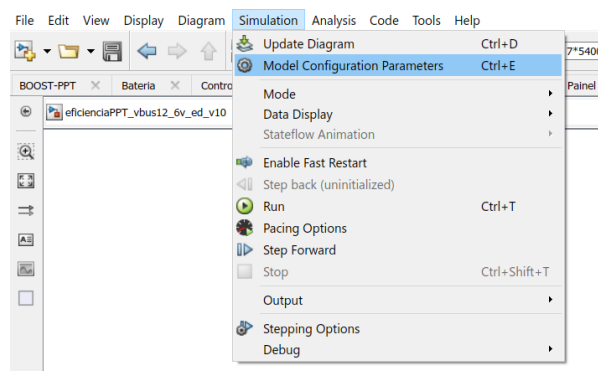 File Edit View Display Diagram Simulation Analysis Code Tools Help
Update Diagram Ctrl+D
7*540
Model Configuration Parameters Ctrl+E
BOOST-PPT Bateria Contro Painel
Mode
eficienciaPPT_vbus12_6v_ed_v10
Data Display
Stateflow Animation
Enable Fast Restart
Step back (uninitialized)
Run Ctrl+T
Pacing Options
Step Forward
Stop Ctrl+Shift+T
Output
Stepping Options
Debug